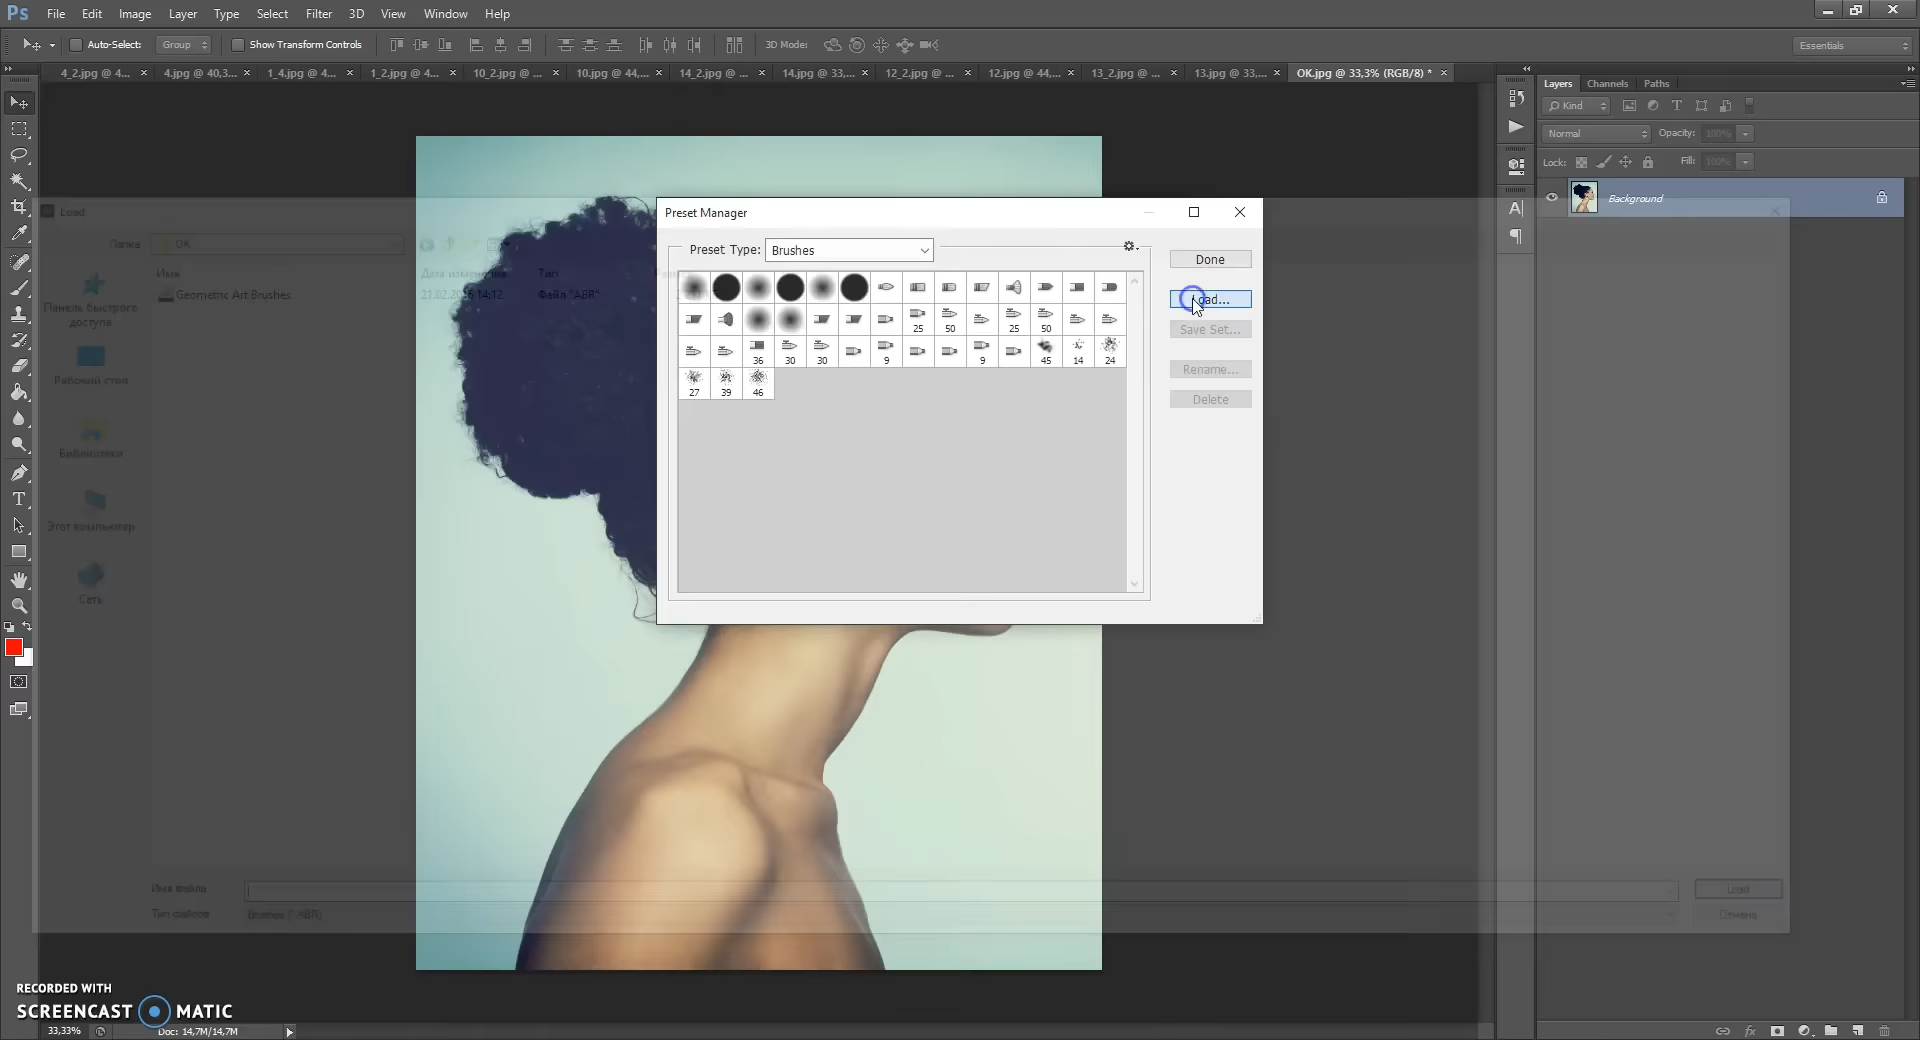 Ps File Edit Image Layer Type Select Filter 3D View Window Help
Auto-Select: Group Show Transform Controls 3D Mode: Essentials
4_2.jpg @ 4... 4.jpg @ 40,3... 1_4.jpg @ 4... 1_2.jpg @ 4... 10_2.jpg @ ... 10.jpg @ 44,... 14_2.jpg @ ... 14.jpg @ 33,... 12_2.jpg @ ... 12.jpg @ 44,... 13_2.jpg @ ... 13.jpg @ 33,... OK.jpg @ 33,3% (RGB/8) *
Layers Channels Paths
Kind
Normal Opacity: 100%
Lock: Fill: 100%
Background
Load
Папка OK
Имя Дата изменения Тип
Geometric Art Brushes 21.02.2016 14:12 Файл "ABR"
Панель быстрого
доступа
Рабочий стол
Библиотеки
Этот компьютер
Сеть
Preset Manager
Preset Type: Brushes
Done
Load...
Save Set...
Rename...
Delete
25 50 25 50
36 30 30 9 9 45 14 24
27 39 46
Имя файла Load
Тип файлов Brushes (*.ABR) Отмена
RECORDED WITH
SCREENCAST MATIC
33,33% Doc: 14,7M/14,7M